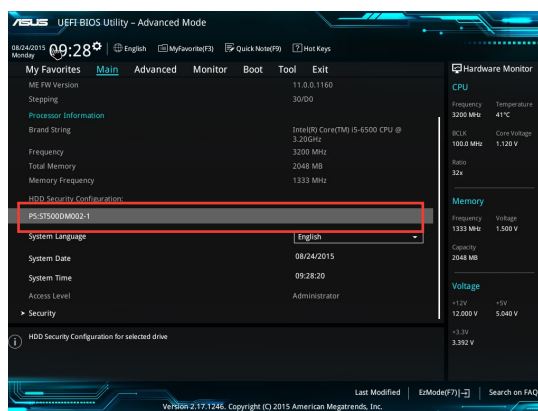 ASUS UEFI BIOS Utility – Advanced Mode
08/24/2015
Monday
09:28
English
MyFavorite(F3)
Quick Note(F9)
? Hot Keys
My Favorites Main Advanced Monitor Boot Tool Exit
ME FW Version 11.0.0.1160
Stepping 30/D0
Processor Information
Brand String Intel(R) Core(TM) i5-6500 CPU @
3.20GHz
Frequency 3200 MHz
Total Memory 2048 MB
Memory Frequency 1333 MHz
HDD Security Configuration:
P5:ST500DM002-1
System Language English
System Date 08/24/2015
System Time 09:28:20
Access Level Administrator
Security
HDD Security Configuration for selected drive
Hardware Monitor
CPU
Frequency Temperature
3200 MHz 41°C
BCLK Core Voltage
100.0 MHz 1.120 V
Ratio
32x
Memory
Frequency Voltage
1333 MHz 1.500 V
Capacity
2048 MB
Voltage
+12V +5V
12.000 V 5.040 V
+3.3V
3.392 V
Last Modified
EzMode(F7)
Search on FAQ
Version 2.17.1246. Copyright (C) 2015 American Megatrends, Inc.